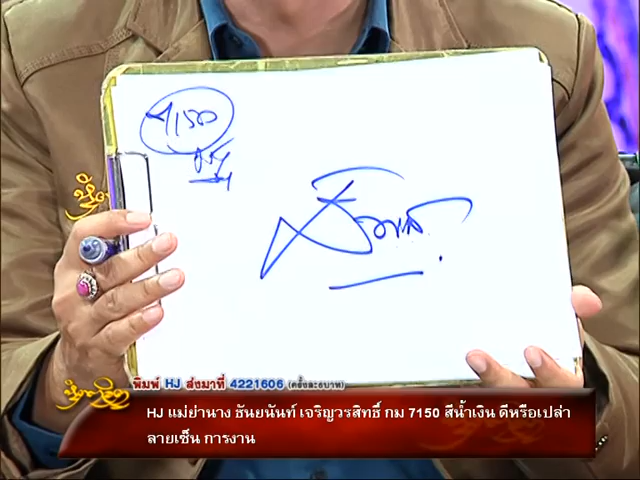 7150
พิมพ์ HJ ส่งมาที่ 4221606 (ครั้งละ6บาท)
HJ แม่ย่านาง ธันยนันท์ เจริญวรสิทธิ์ กม 7150 สีน้ำเงิน ดีหรือเปล่า
ลายเซ็น การงาน